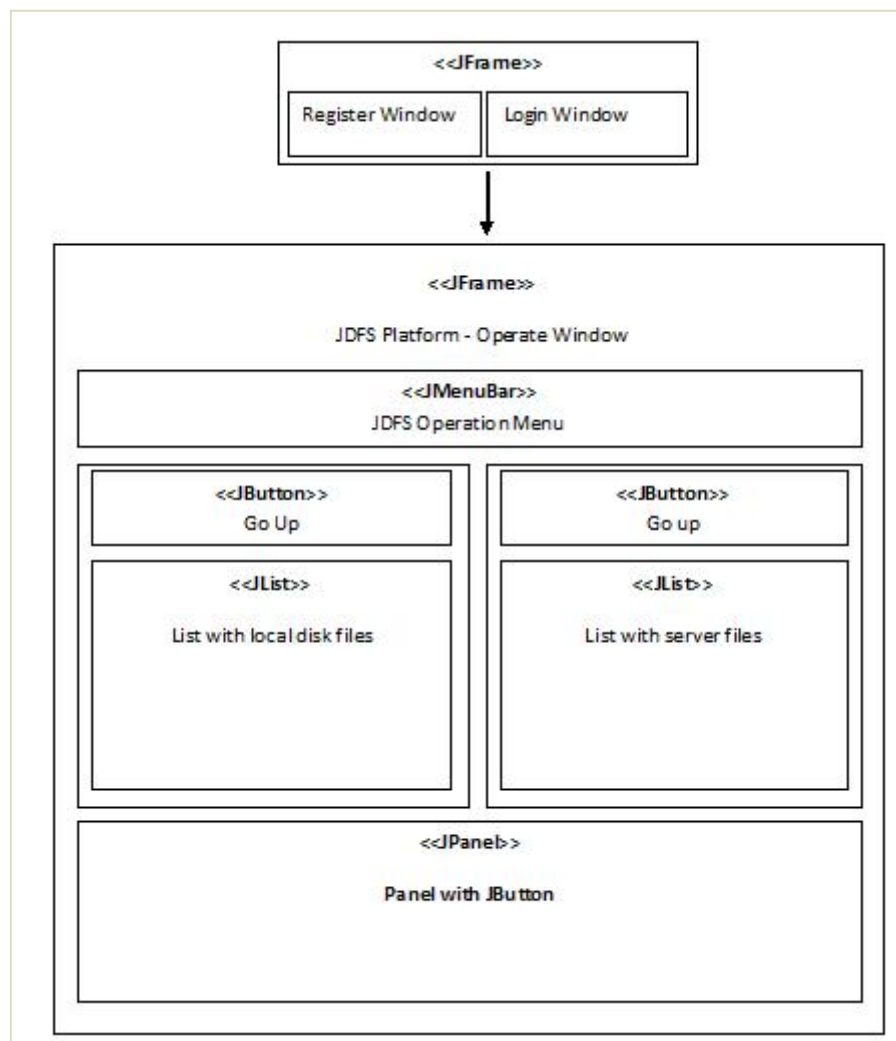 <<JFrame>>
Register Window
Login Window
<<JFrame>>
JDFS Platform - Operate Window
<<JMenuBar>>
JDFS Operation Menu
<<JButton>>
Go Up
<<JList>>
List with local disk files
<<JButton>>
Go up
<<JList>>
List with server files
<<JPanel>>
Panel with JButton